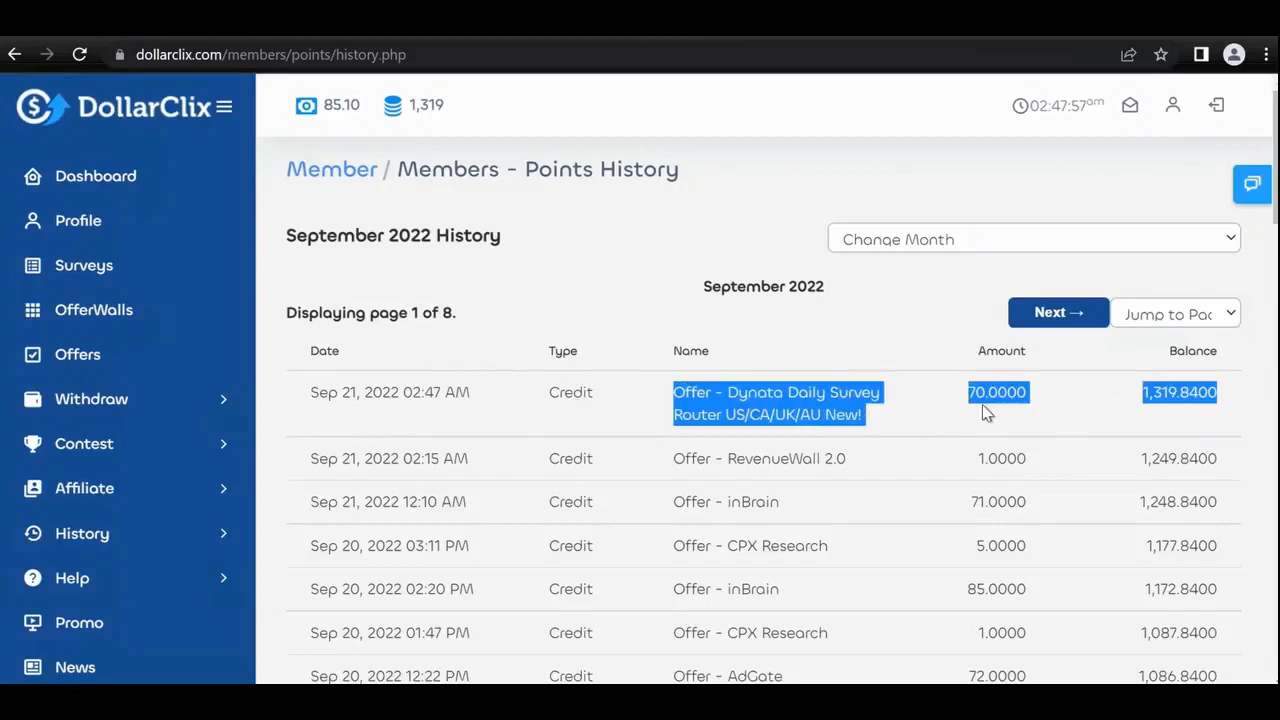 dollarclix.com/members/points/history.php
DollarClix
85.10 1,319 02:47:57am
Member / Members - Points History
Dashboard
Profile
Surveys
OfferWalls
Offers
Withdraw
Contest
Affiliate
History
Help
Promo
News
September 2022 History Change Month
September 2022
Displaying page 1 of 8. Next → Jump to Pac
Date Type Name Amount Balance
Sep 21, 2022 02:47 AM Credit Offer - Dynata Daily Survey 70.0000 1,319.8400
Router US/CA/UK/AU New!
Sep 21, 2022 02:15 AM Credit Offer - RevenueWall 2.0 1.0000 1,249.8400
Sep 21, 2022 12:10 AM Credit Offer - inBrain 71.0000 1,248.8400
Sep 20, 2022 03:11 PM Credit Offer - CPX Research 5.0000 1,177.8400
Sep 20, 2022 02:20 PM Credit Offer - inBrain 85.0000 1,172.8400
Sep 20, 2022 01:47 PM Credit Offer - CPX Research 1.0000 1,087.8400
Sep 20, 2022 12:22 PM Credit Offer - AdGate 72.0000 1,086.8400